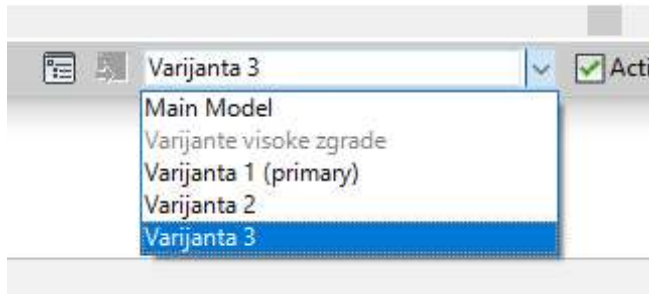 Varijanta 3
Acti
Main Model
Varijante visoke zgrade
Varijanta 1 (primary)
Varijanta 2
Varijanta 3